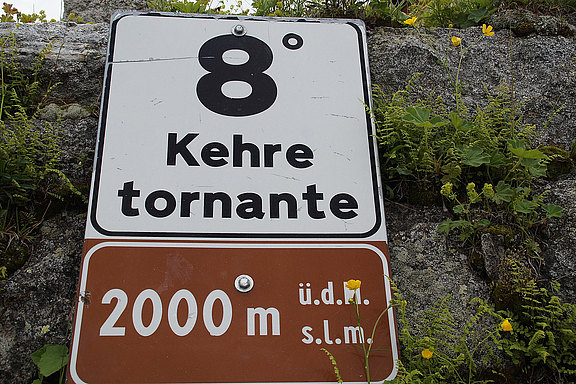 8°
Kehre
tornante
2000 m
ü.d.M.
s.l.m.